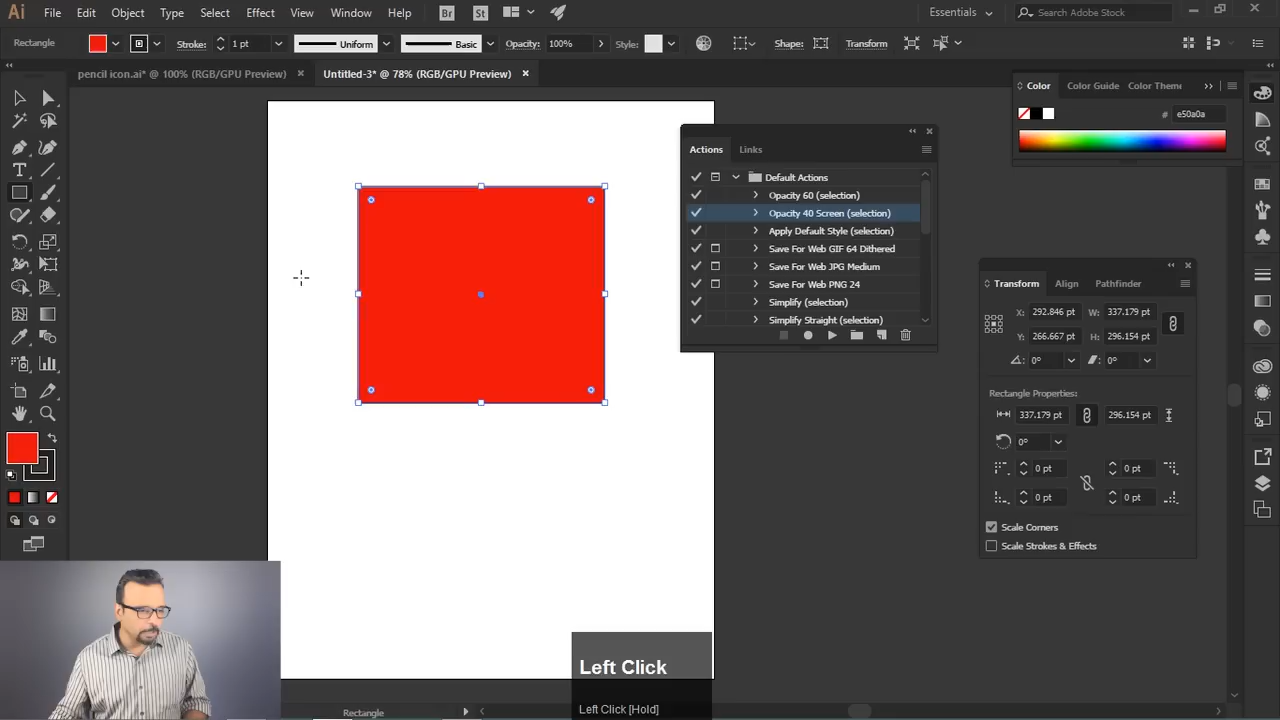 Ai File Edit Object Type Select Effect View Window Help Br St Essentials Search Adobe Stock
Rectangle Stroke: 1 pt Uniform Basic Opacity: 100% Style: Shape: Transform
pencil icon.ai* @ 100% (RGB/GPU Preview) Untitled-3* @ 78% (RGB/GPU Preview)
Color Color Guide Color Theme
# e50a0a
Actions Links
Default Actions
Opacity 60 (selection)
Opacity 40 Screen (selection)
Apply Default Style (selection)
Save For Web GIF 64 Dithered
Save For Web JPG Medium
Save For Web PNG 24
Simplify (selection)
Simplify Straight (selection)
Transform Align Pathfinder
X: 292.846 pt W: 337.179 pt
Y: 266.667 pt H: 296.154 pt
0° 0°
Rectangle Properties:
337.179 pt 296.154 pt
0°
0 pt 0 pt
0 pt 0 pt
Scale Corners
Scale Strokes & Effects
Left Click
Left Click [Hold]
Rectangle